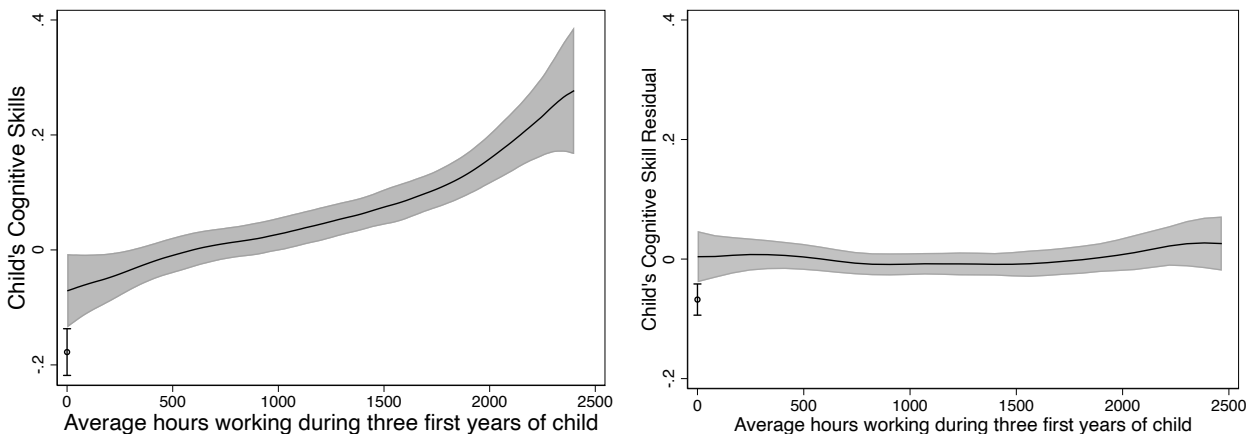 Child's Cognitive Skills
.4
.2
0
-.2
0 500 1000 1500 2000 2500
Average hours working during three first years of child
Child's Cognitive Skill Residual
.4
.2
0
-.2
0 500 1000 1500 2000 2500
Average hours working during three first years of child